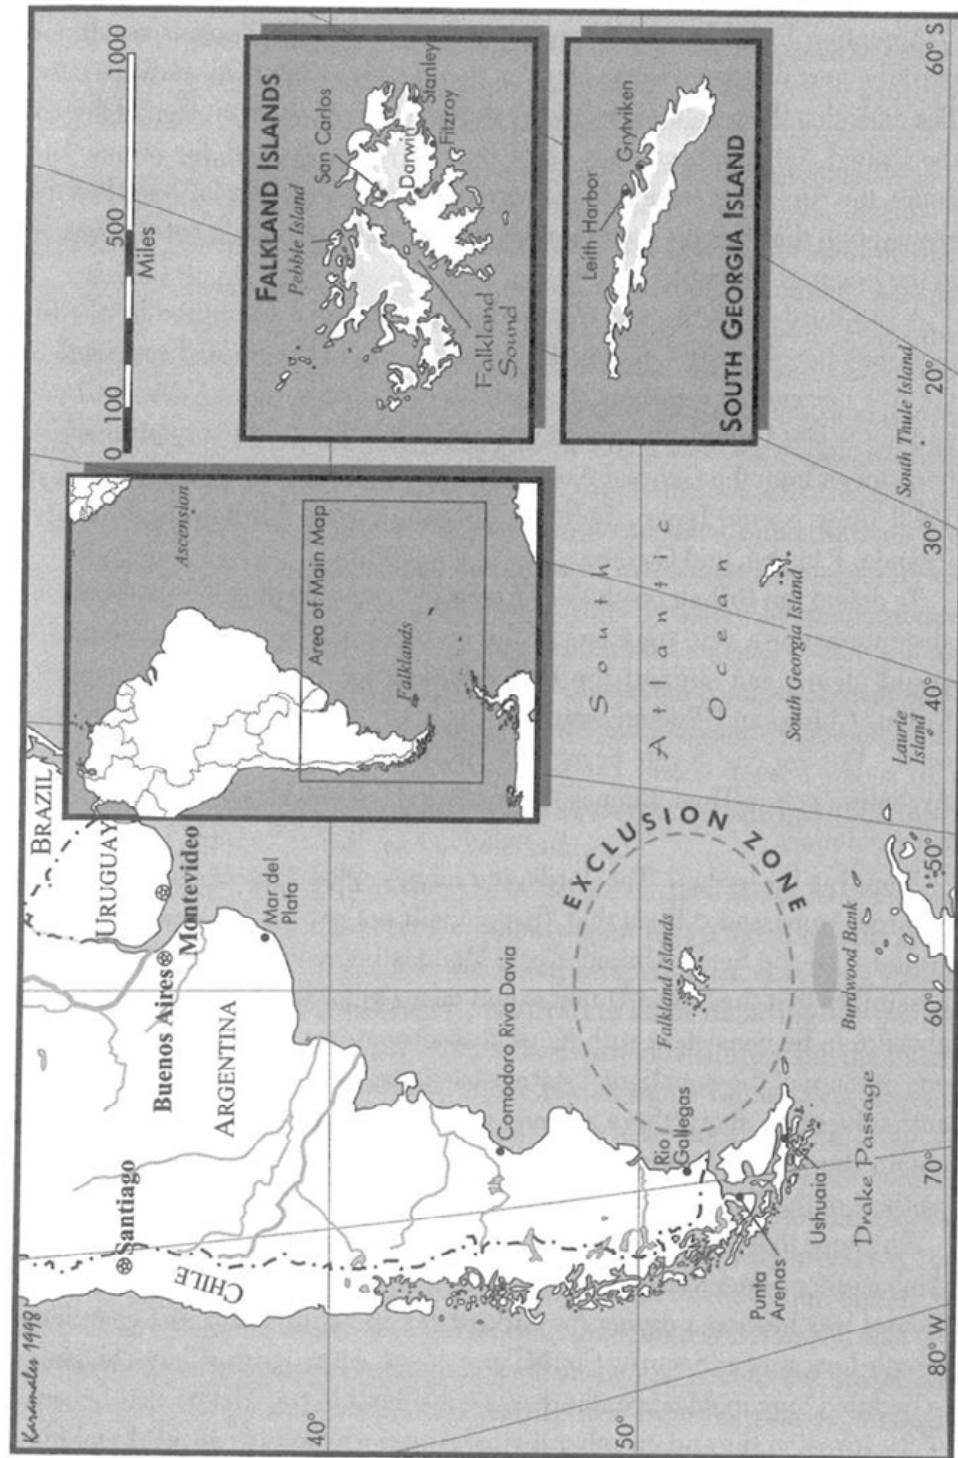 Karamales 1998
BRAZIL
URUGUAY
Montevideo
Buenos Aires
Santiago
CHILE
ARGENTINA
Mar del
Plata
Comodoro Riva Davia
Rio
Gallegas
Punta
Arenas
Ushuaia
Drake Passage
Falkland Islands
EXCLUSION ZONE
Burdwood Bank
South
Atlantic
Ocean
South Georgia Island
Laurie
Island
South Thule Island
40°
50°
80° W
70°
60°
50°
40°
30°
20°
60° S
Ascension
Area of Main Map
Falklands
0
100
500
1000
Miles
FALKLAND ISLANDS
Pebble Island
San Carlos
Darwin
Stanley
Fitzroy
Falkland
Sound
Leith Harbor
Grytviken
SOUTH GEORGIA ISLAND